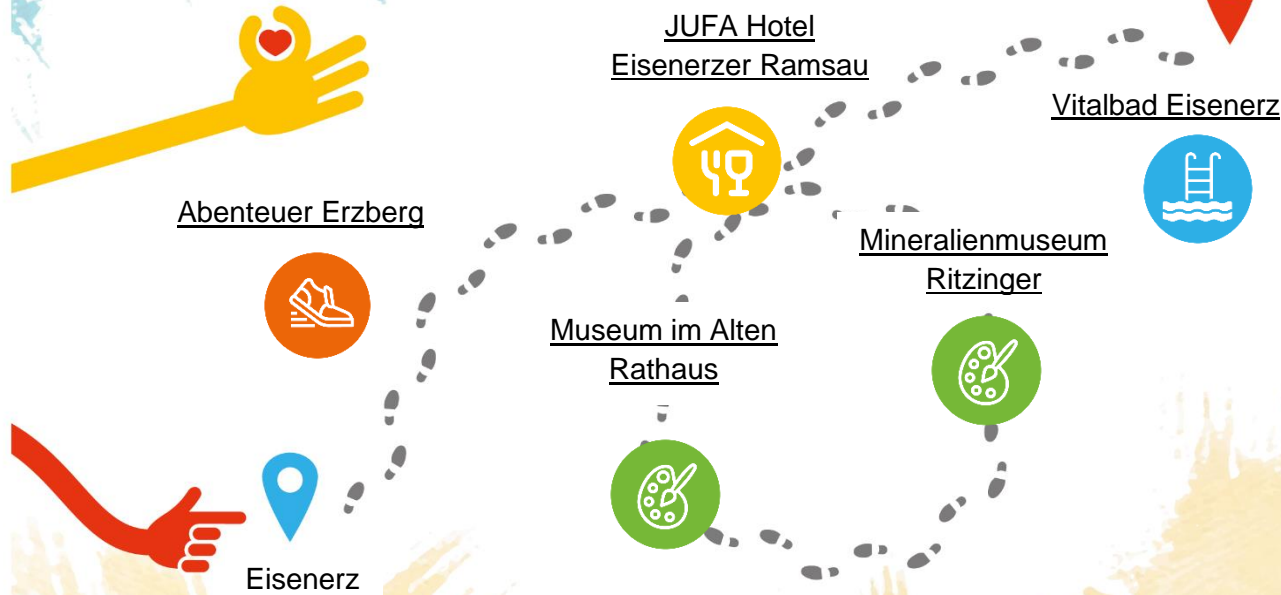 JUFA Hotel
Eisenerzer Ramsau
Vitalbad Eisenerz
Abenteuer Erzberg
Mineralienmuseum
Ritzinger
Museum im Alten
Rathaus
Eisenerz